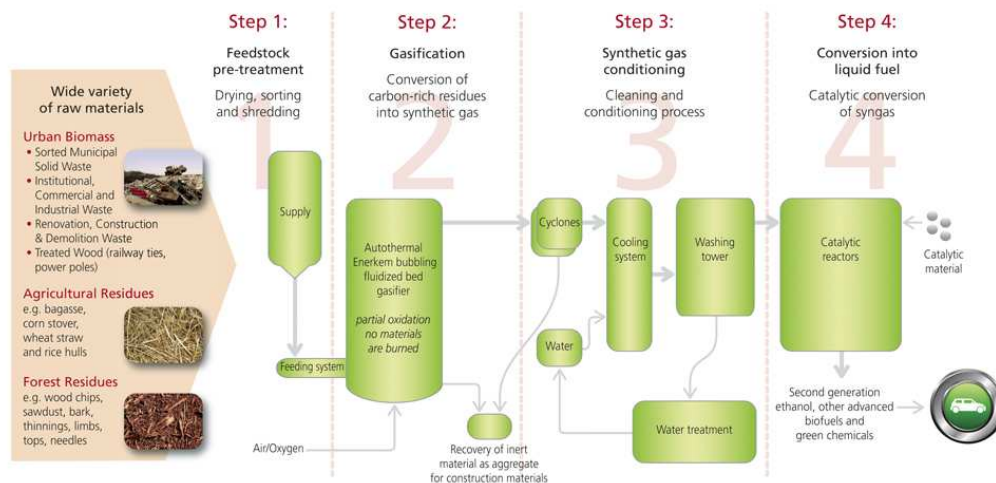 Wide variety
of raw materials
Urban Biomass
• Sorted Municipal
Solid Waste
• Institutional,
Commercial and
Industrial Waste
• Renovation, Construction
& Demolition Waste
• Treated Wood (railway ties,
power poles)
Agricultural Residues
e.g. bagasse,
corn stover,
wheat straw
and rice hulls
Forest Residues
e.g. wood chips,
sawdust, bark,
thinnings, limbs,
tops, needles
Step 1:
Feedstock
pre-treatment
Drying, sorting
and shredding
1
Supply
Feeding system
Air/Oxygen
Step 2:
Gasification
Conversion of
carbon-rich residues
into synthetic gas
2
Autothermal
Enerkem bubbling
fluidized bed
gasifier
partial oxidation
no materials
are burned
Recovery of inert
material as aggregate
for construction materials
Step 3:
Synthetic gas
conditioning
Cleaning and
conditioning process
3
Cyclones
Cooling
system
Washing
tower
Water
Water treatment
Step 4:
Conversion into
liquid fuel
Catalytic conversion
of syngas
4
Catalytic
reactors
Catalytic
material
Second generation
ethanol, other advanced
biofuels and
green chemicals